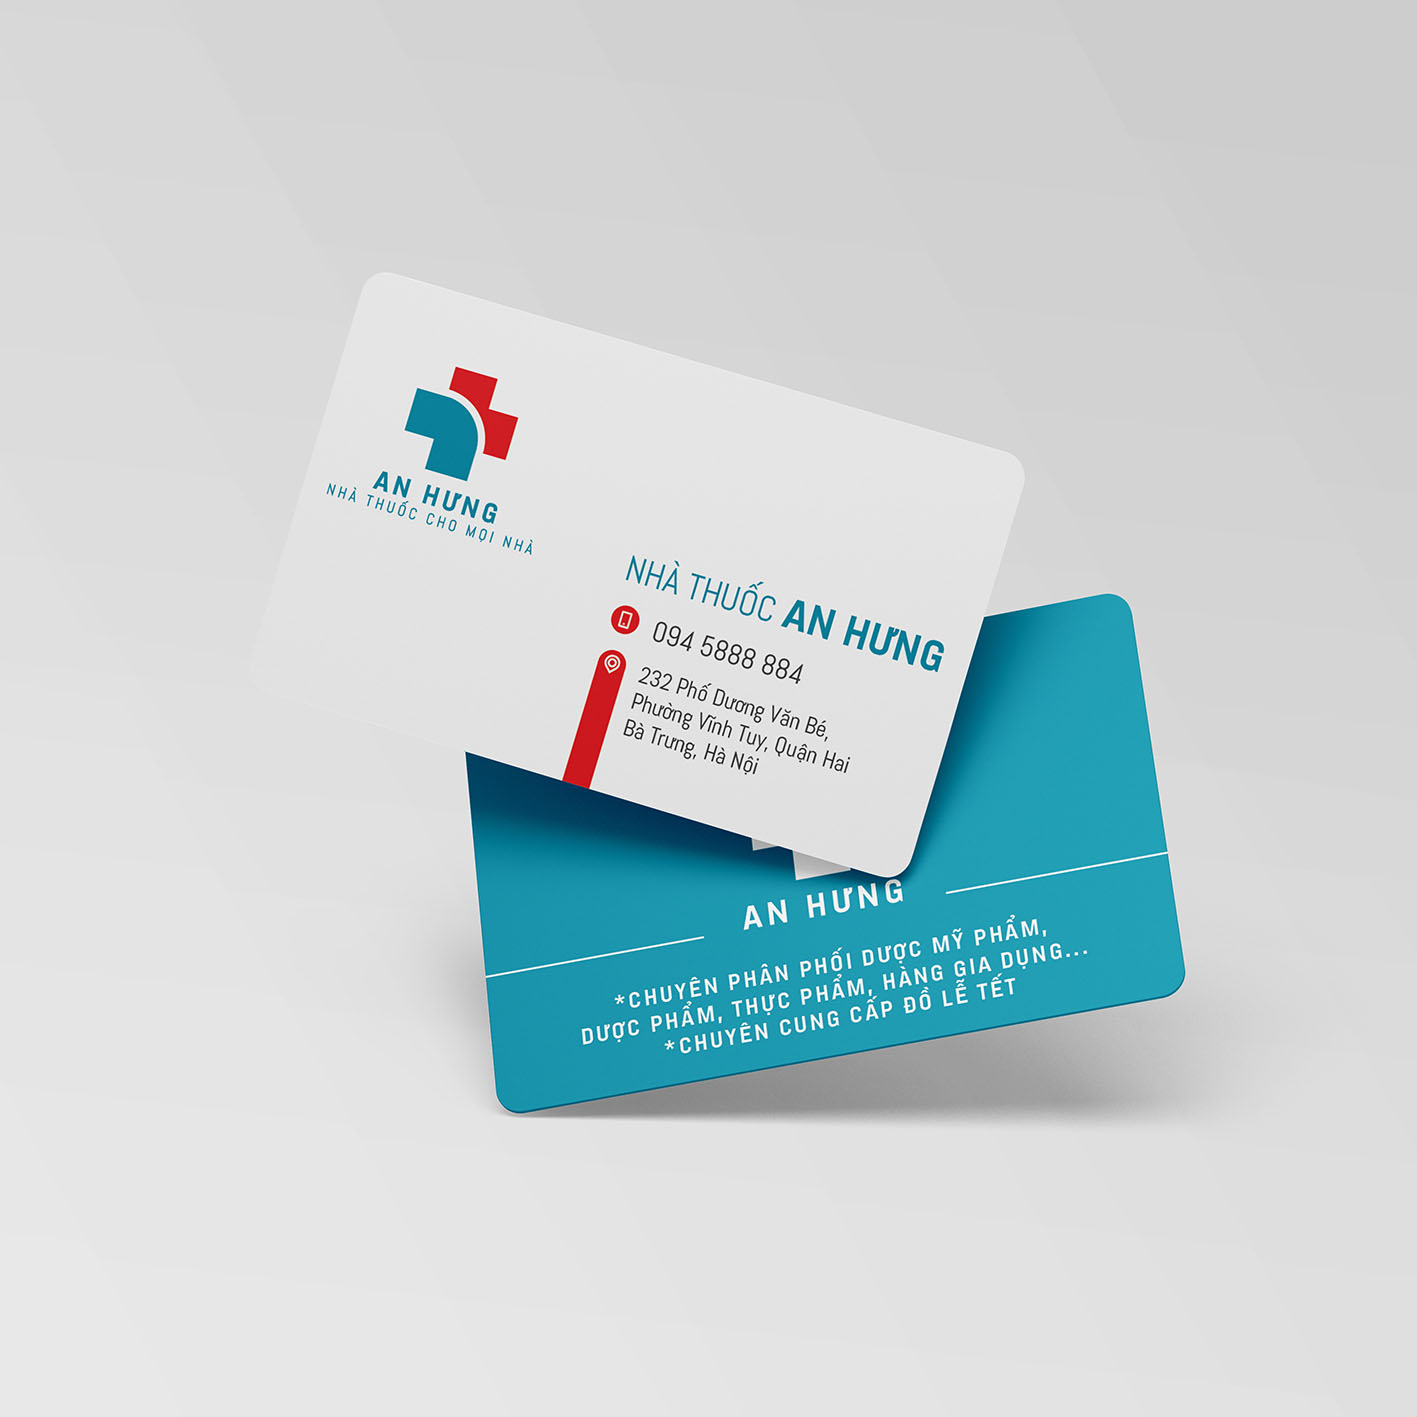 AN HƯNG
NHÀ THUỐC CHO MỌI NHÀ
NHÀ THUỐC AN HƯNG
094 5888 884
232 Phố Dương Văn Bé,
Phường Vĩnh Tuy, Quận Hai
Bà Trưng, Hà Nội
AN HƯNG
*CHUYÊN PHÂN PHỐI DƯỢC MỸ PHẨM,
DƯỢC PHẨM, THỰC PHẨM, HÀNG GIA DỤNG...
*CHUYÊN CUNG CẤP ĐỒ LỄ TẾT